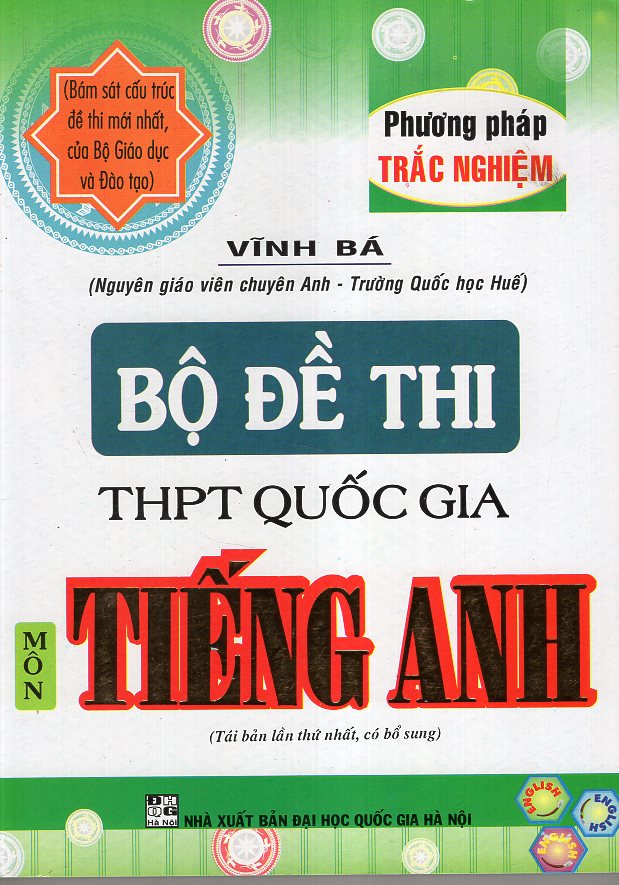 (Bám sát cấu trúc
đề thi mới nhất,
của Bộ Giáo dục
và Đào tạo)
Phương pháp
TRẮC NGHIỆM
VĨNH BÁ
(Nguyên giáo viên chuyên Anh - Trường Quốc học Huế)
BỘ ĐỀ THI
THPT QUỐC GIA
MÔN
TIẾNG ANH
(Tái bản lần thứ nhất, có bổ sung)
ĐH
QG
Hà Nội
NHÀ XUẤT BẢN ĐẠI HỌC QUỐC GIA HÀ NỘI
ENGLISH
ENGLISH
ENGLISH